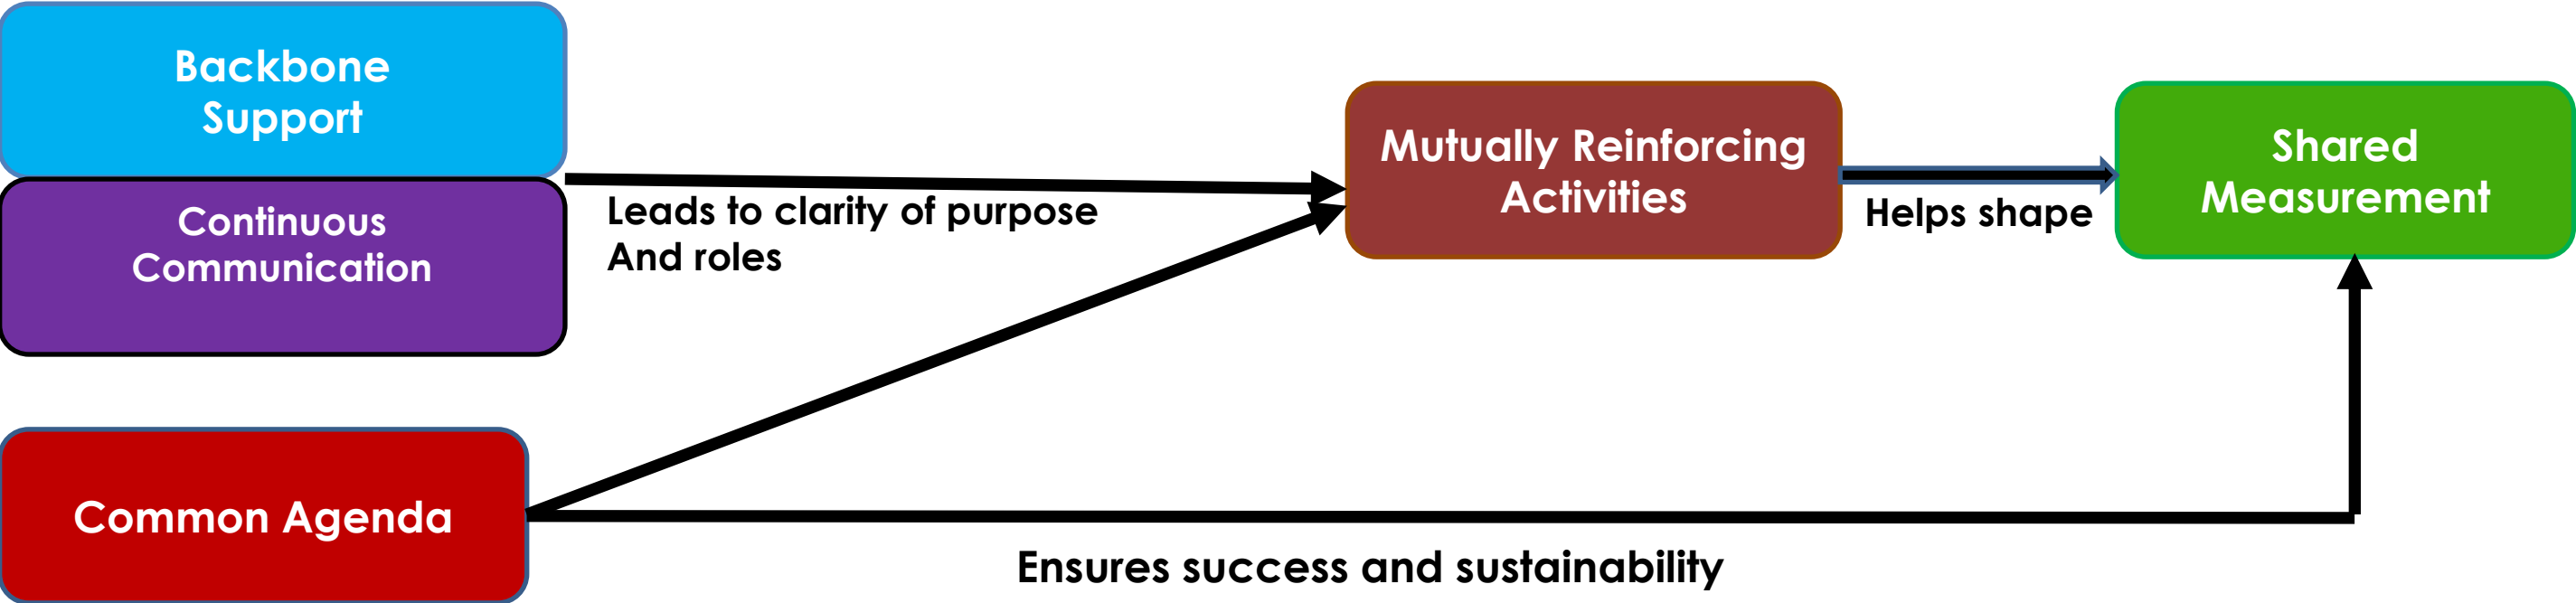 Backbone
Support
Continuous
Communication
Leads to clarity of purpose
And roles
Mutually Reinforcing
Activities
Helps shape
Shared
Measurement
Common Agenda
Ensures success and sustainability